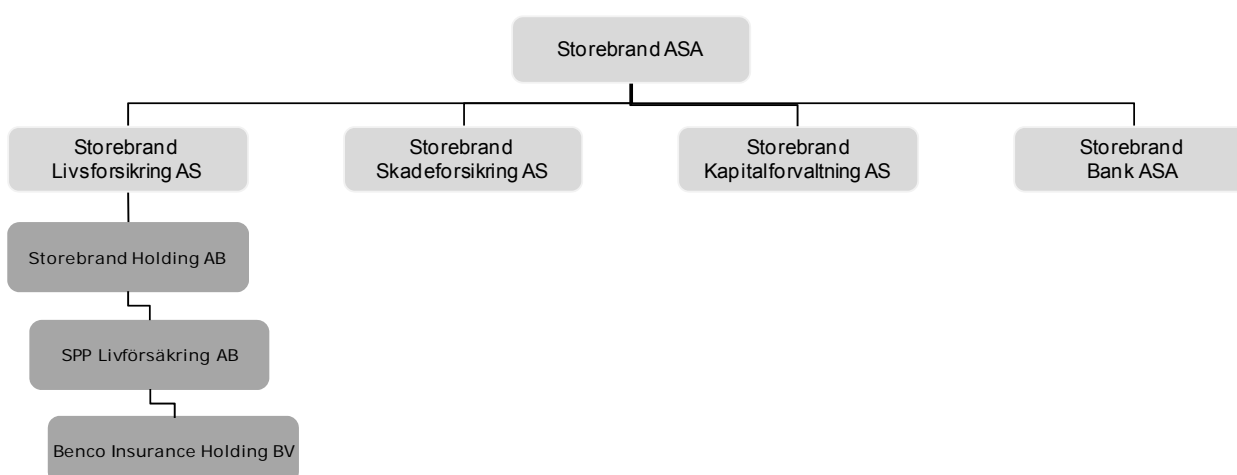 Storebrand ASA
Storebrand
Livsforsikring AS
Storebrand
Skadeforsikring AS
Storebrand
Kapitalforvaltning AS
Storebrand
Bank ASA
Storebrand Holding AB
SPP Livförsäkring AB
Benco Insurance Holding BV